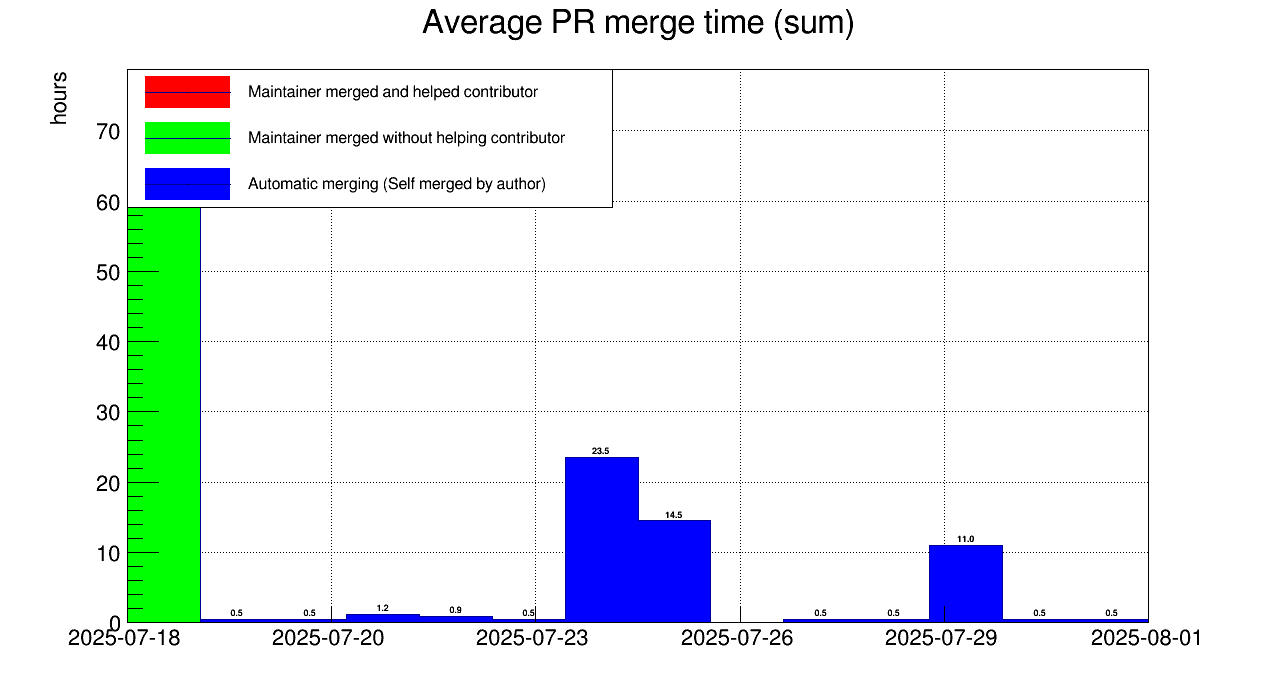 Average PR merge time (sum)
hours
Maintainer merged and helped contributor
Maintainer merged without helping contributor
Automatic merging (Self merged by author)
70
60
50
40
30
20
10
0
23.5
14.5
11.0
0.5 0.5 1.2 0.9 0.5 0.5 0.5 0.5 0.5
2025-07-18 2025-07-20 2025-07-23 2025-07-26 2025-07-29 2025-08-01